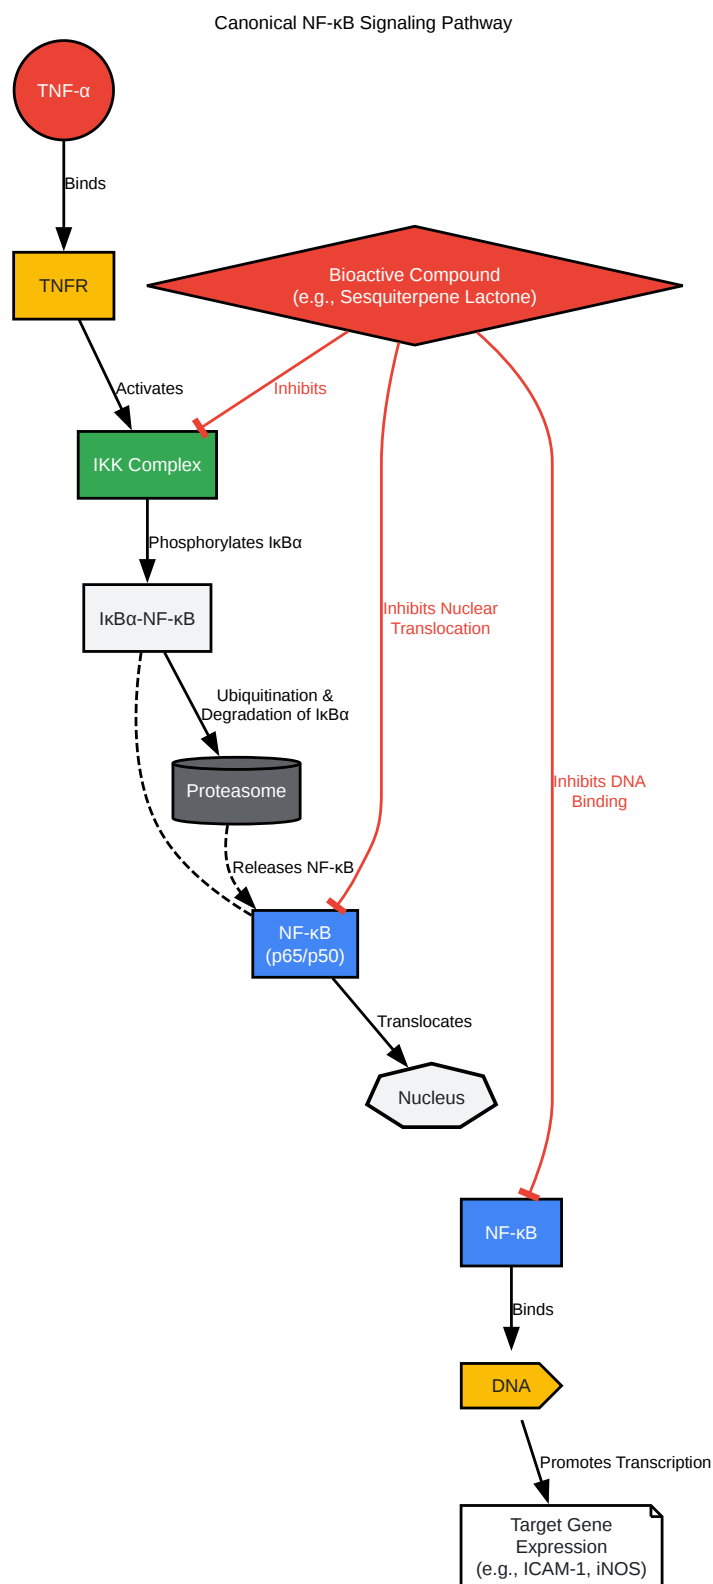 Canonical NF-κB Signaling Pathway
TNF-α
Binds
TNFR
Bioactive Compound
(e.g., Sesquiterpene Lactone)
Activates
Inhibits
IKK Complex
Phosphorylates IκBα
IκBα-NF-κB
Inhibits Nuclear
Translocation
Ubiquitination &
Degradation of IκBα
Proteasome
Inhibits DNA
Binding
Releases NF-κB
NF-κB
(p65/p50)
Translocates
Nucleus
NF-κB
Binds
DNA
Promotes Transcription
Target Gene
Expression
(e.g., ICAM-1, iNOS)